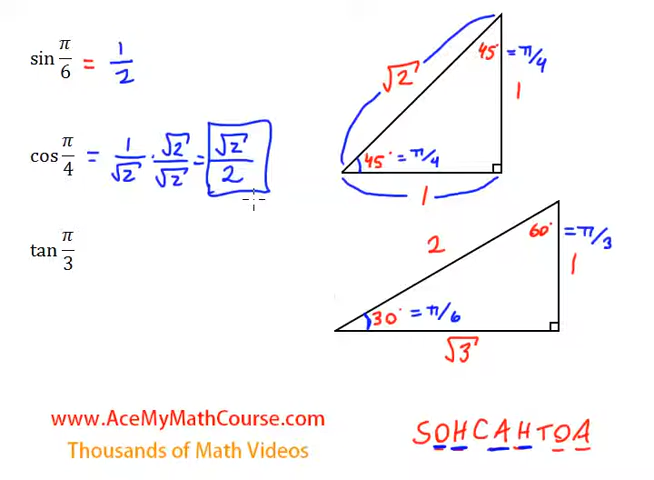 sin π/6 = 1/2
cos π/4 = 1/√2 · √2/√2 = √2/2
tan π/3
45° = π/4
√2
1
45° = π/4
1
60° = π/3
2
1
30° = π/6
√3
www.AceMyMathCourse.com
Thousands of Math Videos
SOHCAHTOA